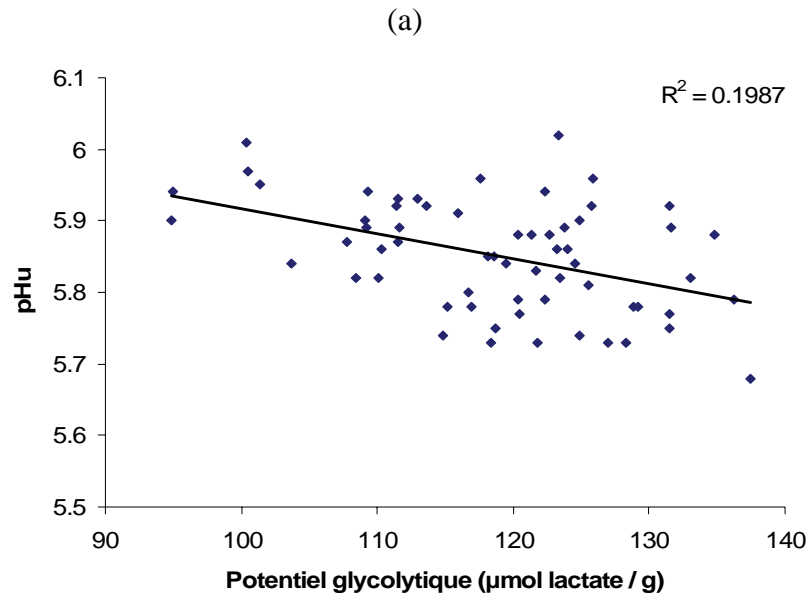 (a)
6.1
R² = 0.1987
6
5.9
5.8
5.7
5.6
5.5
pHu
90 100 110 120 130 140
Potentiel glycolytique (µmol lactate / g)